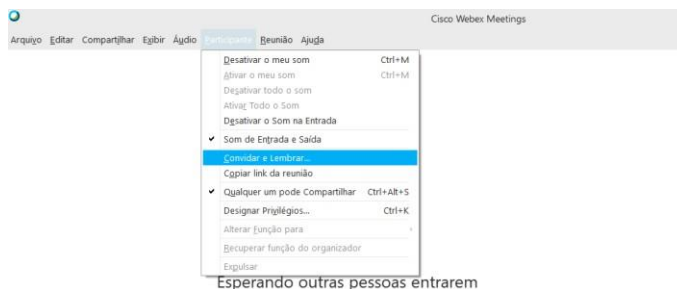 Cisco Webex Meetings
Arquivo Editar Compartilhar Exibir Áudio Participante Reunião Ajuda
Desativar o meu som Ctrl+M
Ativar o meu som Ctrl+M
Desativar todo o som
Ativar Todo o Som
Desativar o Som na Entrada
✔ Som de Entrada e Saída
Convidar e Lembrar...
Copiar link da reunião
✔ Qualquer um pode Compartilhar Ctrl+Alt+S
Designar Privilégios... Ctrl+K
Alterar Função para
Recuperar função do organizador
Expulsar
Esperando outras pessoas entrarem